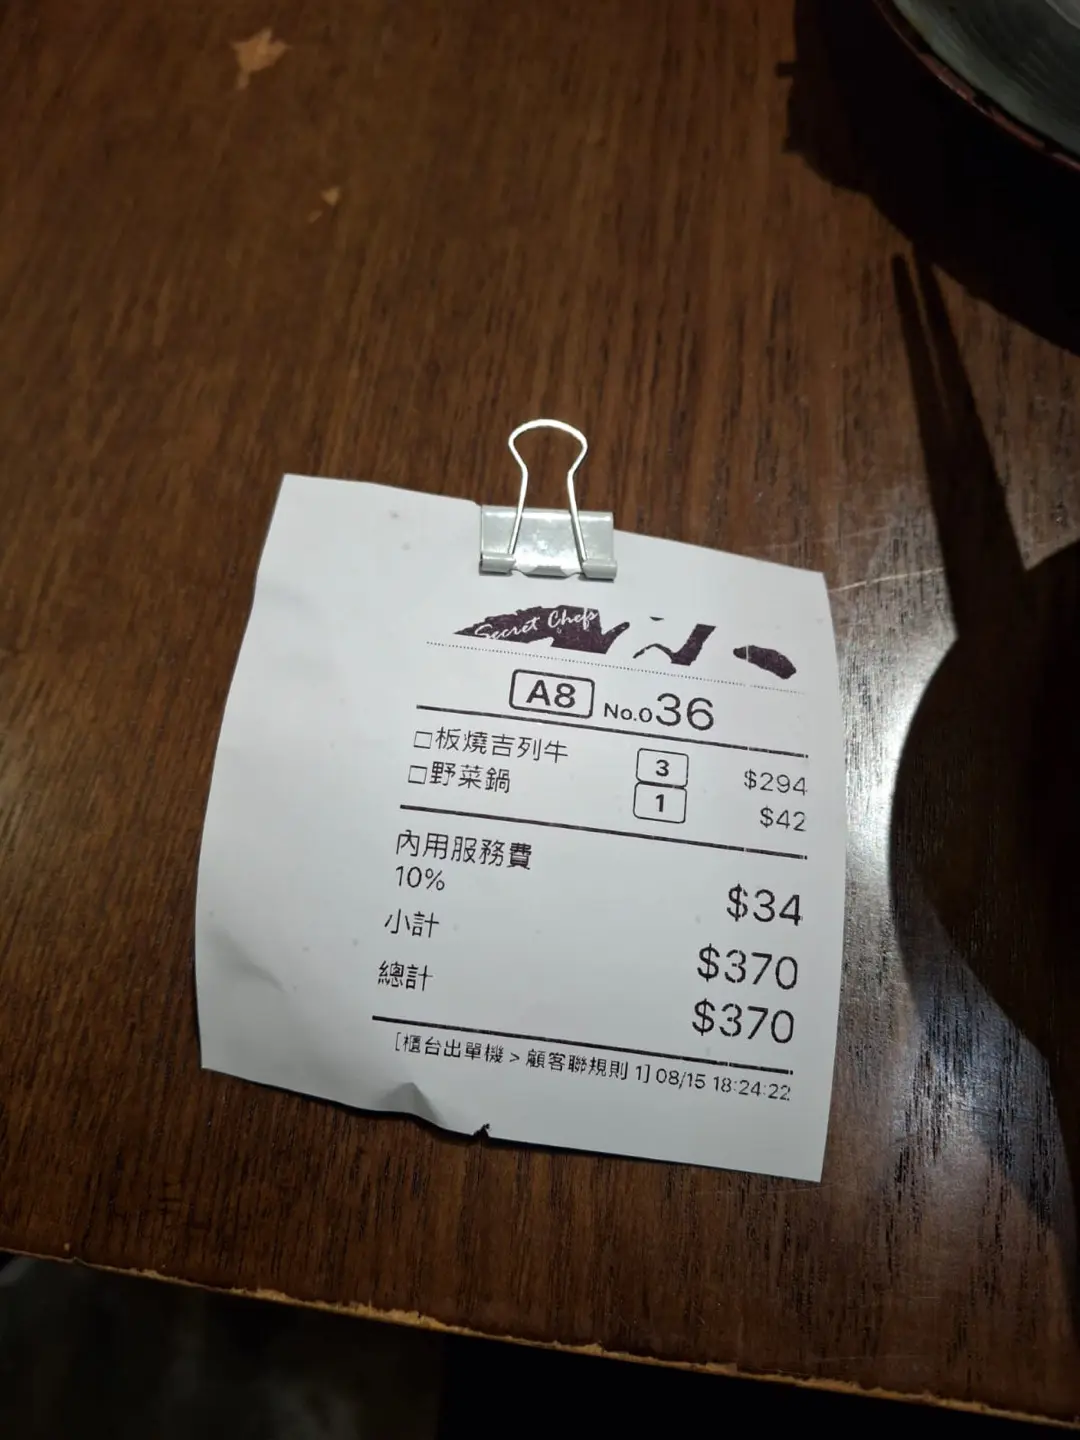 Secret Chef
A8 No.036
□板燒吉列牛 3 $294
□野菜鍋 1 $42
內用服務費
10% $34
小計 $370
總計 $370
[櫃台出單機 > 顧客聯規則 1] 08/15 18:24:22